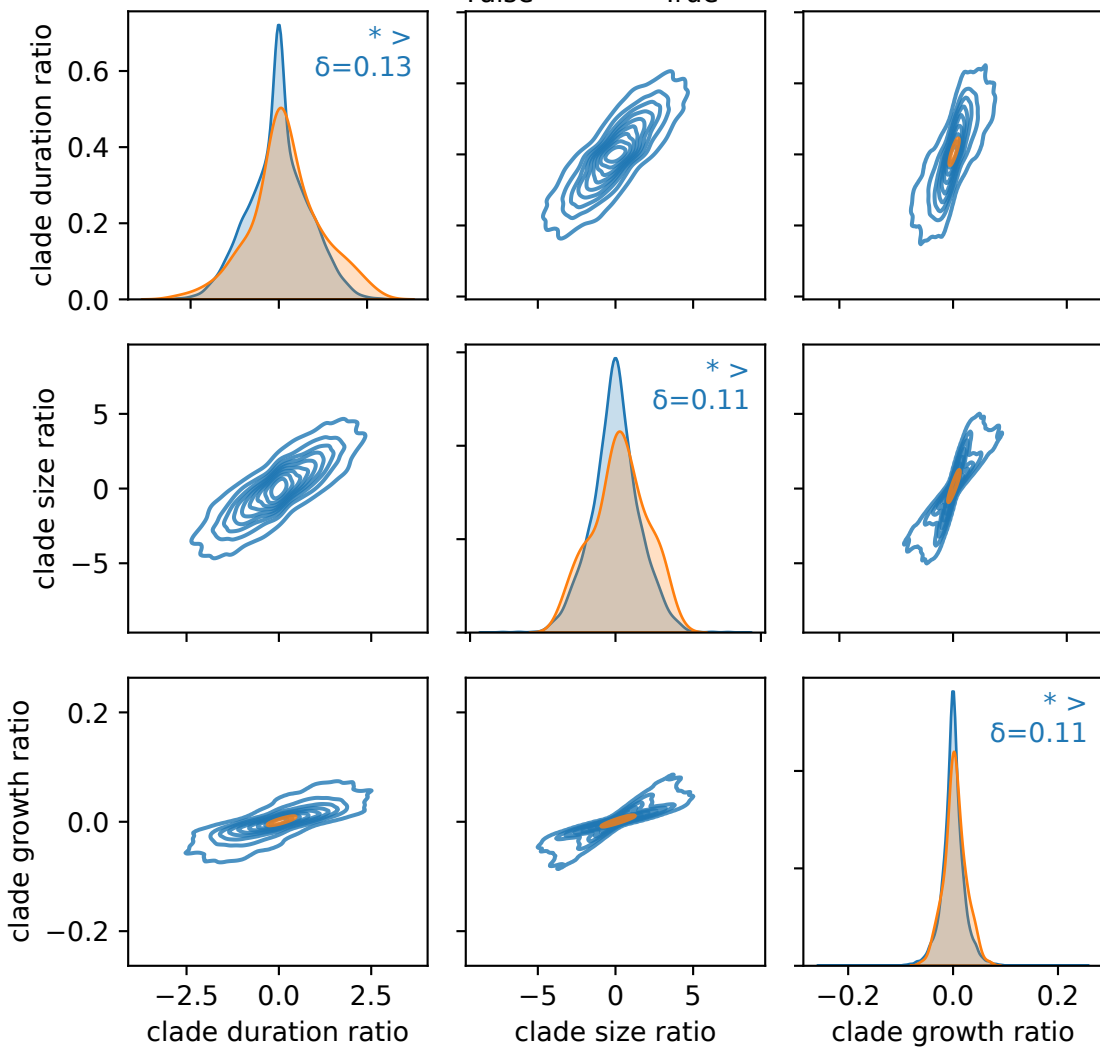 clade duration ratio
0.6
0.4
0.2
0.0
* >
δ=0.13
clade size ratio
5
0
−5
* >
δ=0.11
clade growth ratio
0.2
0.0
−0.2
* >
δ=0.11
−2.5 0.0 2.5
clade duration ratio
−5 0 5
clade size ratio
−0.2 0.0 0.2
clade growth ratio